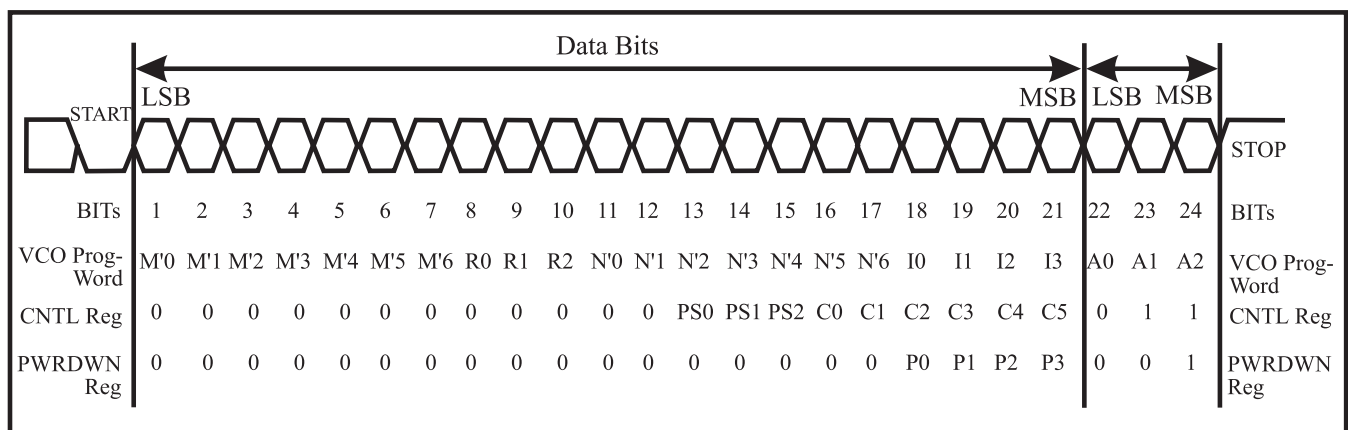 Data Bits
START LSB MSB LSB MSB
STOP
BITs 1 2 3 4 5 6 7 8 9 10 11 12 13 14 15 16 17 18 19 20 21 22 23 24 BITs
VCO Prog-Word M'0 M'1 M'2 M'3 M'4 M'5 M'6 R0 R1 R2 N'0 N'1 N'2 N'3 N'4 N'5 N'6 I0 I1 I2 I3 A0 A1 A2 VCO Prog-Word
CNTL Reg 0 0 0 0 0 0 0 0 0 0 0 0 PS0 PS1 PS2 C0 C1 C2 C3 C4 C5 0 1 1 CNTL Reg
PWRDWN Reg 0 0 0 0 0 0 0 0 0 0 0 0 0 0 0 0 0 P0 P1 P2 P3 0 0 1 PWRDWN Reg